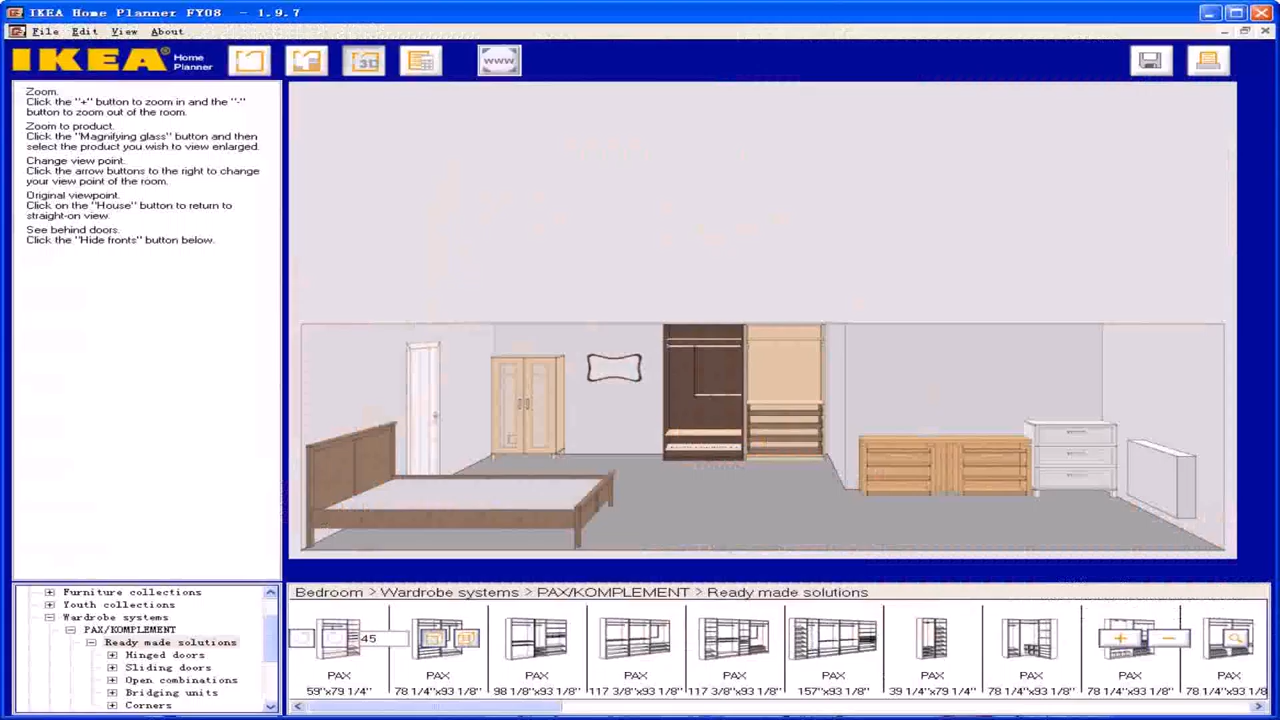 IKEA Home Planner FY08 - 1.9.7
File Edit View About
IKEA® Home Planner
3D
WWW
Zoom.
Click the "+" button to zoom in and the "-"
button to zoom out of the room.
Zoom to product.
Click the "Magnifying glass" button and then
select the product you wish to view enlarged.
Change view point.
Click the arrow buttons to the right to change
your view point of the room.
Original viewpoint.
Click on the "House" button to return to
straight-on view.
See behind doors.
Click the "Hide fronts" button below.
Furniture collections
Youth collections
Wardrobe systems
PAX/KOMPLEMENT
Ready made solutions
Hinged doors
Sliding doors
Open combinations
Bridging units
Corners
Bedroom > Wardrobe systems > PAX/KOMPLEMENT > Ready made solutions
45
PAX PAX PAX PAX PAX PAX PAX PAX PAX PAX
59"x79 1/4" 78 1/4"x93 1/8" 98 1/8"x93 1/8" 117 3/8"x93 1/8" 117 3/8"x93 1/8" 157"x93 1/8" 39 1/4"x79 1/4" 78 1/4"x93 1/8" 78 1/4"x93 1/8" 78 1/4"x93 1/8